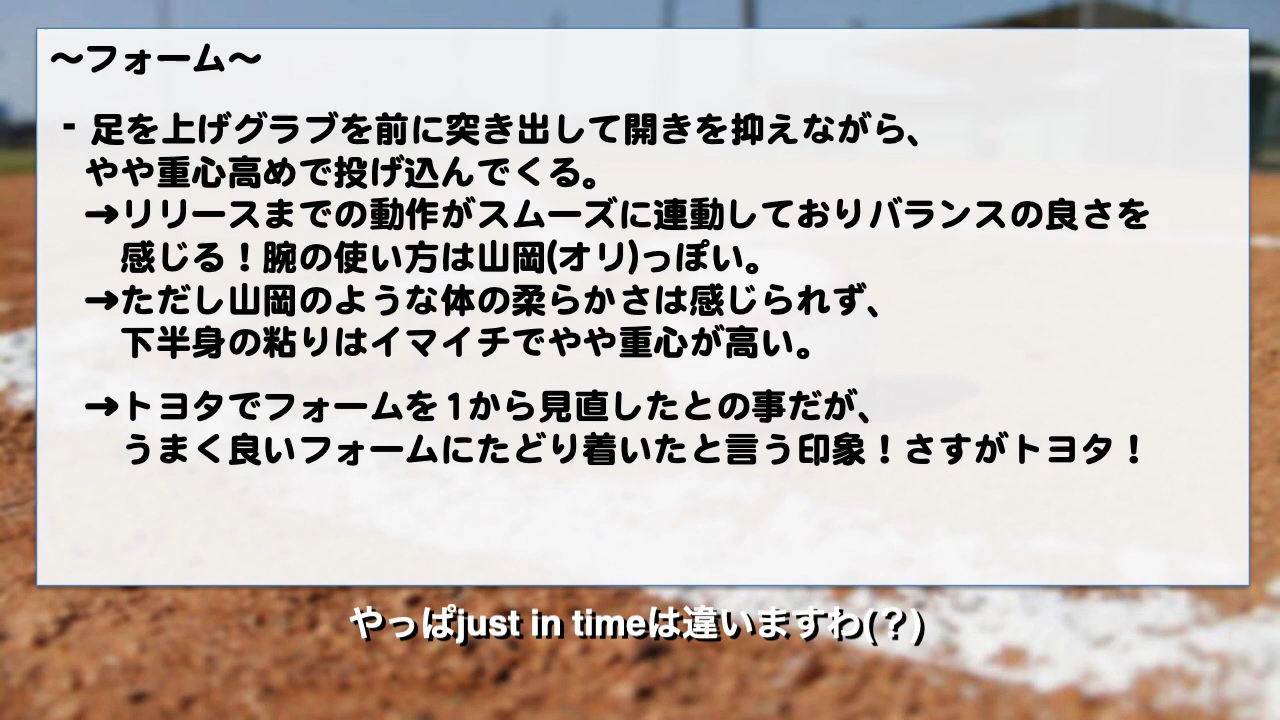 ～フォーム～
- 足を上げグラブを前に突き出して開きを抑えながら、
やや重心高めで投げ込んでくる。
→リリースまでの動作がスムーズに連動しておりバランスの良さを
感じる！腕の使い方は山岡(オリ)っぽい。
→ただし山岡のような体の柔らかさは感じられず、
下半身の粘りはイマイチでやや重心が高い。
→トヨタでフォームを1から見直したとの事だが、
うまく良いフォームにたどり着いたと言う印象！さすがトヨタ！
やっぱjust in timeは違いますわ(？)